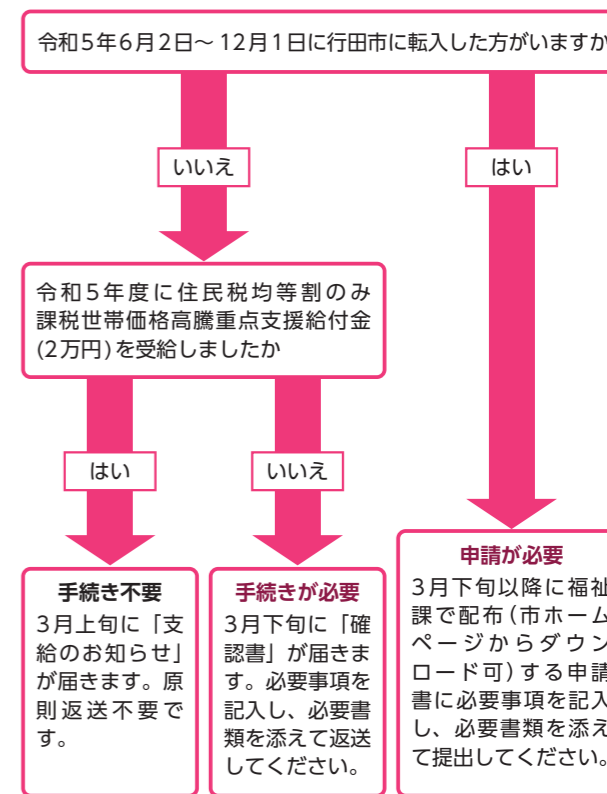 令和5年6月2日～12月1日に行田市に転入した方がいますか
いいえ
はい
令和5年度に住民税均等割のみ
課税世帯価格高騰重点支援給付金
(2万円)を受給しましたか
はい
いいえ
手続き不要
3月上旬に「支
給のお知らせ」
が届きます。原
則返送不要で
す。
手続きが必要
3月下旬に「確
認書」が届きま
す。必要事項を
記入し、必要書
類を添えて返送
してください。
申請が必要
3月下旬以降に福祉
課で配布(市ホーム
ページからダウン
ロード可)する申請
書に必要事項を記入
し、必要書類を添え
て提出してください。